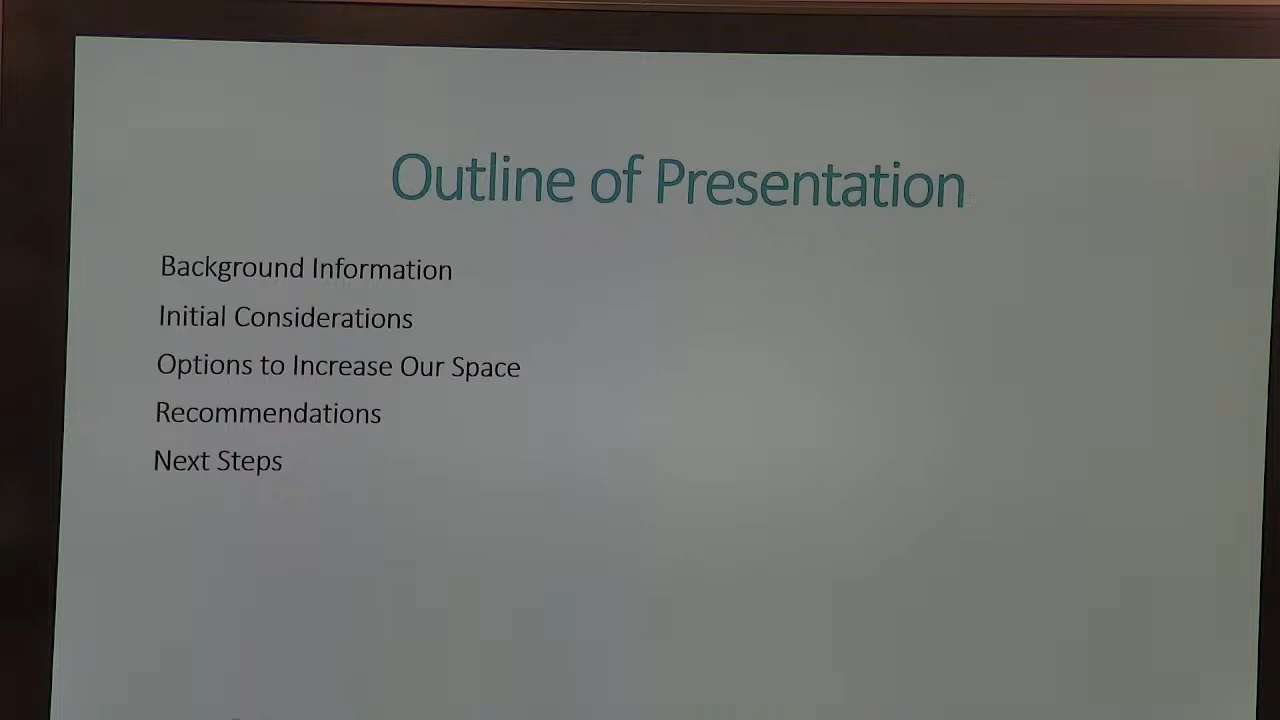 Outline of Presentation
Background Information
Initial Considerations
Options to Increase Our Space
Recommendations
Next Steps